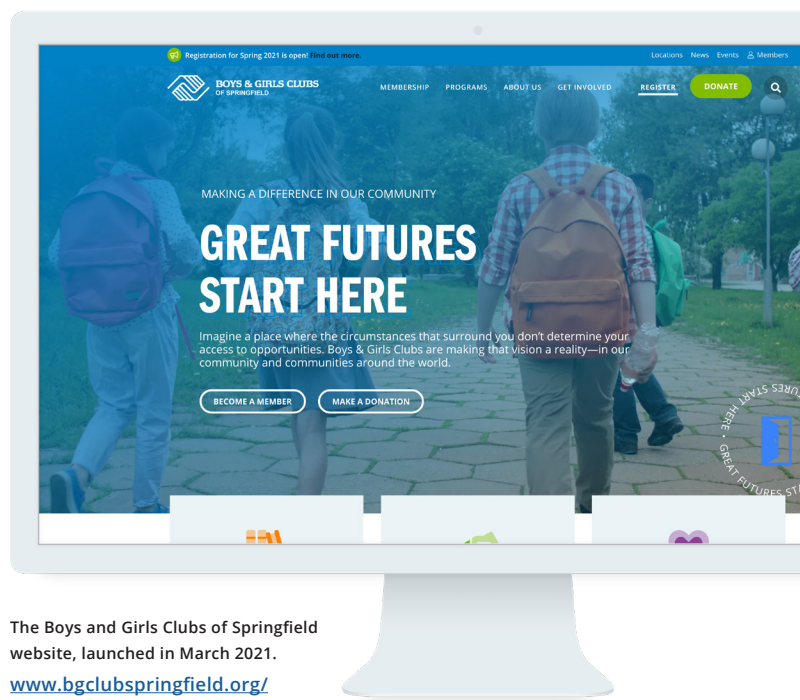 Registration for Spring 2021 is open! Find out more.
Locations News Events Members
BOYS & GIRLS CLUBS
OF SPRINGFIELD
MEMBERSHIP PROGRAMS ABOUT US GET INVOLVED REGISTER DONATE
MAKING A DIFFERENCE IN OUR COMMUNITY
GREAT FUTURES
START HERE
Imagine a place where the circumstances that surround you don't determine your
access to opportunities. Boys & Girls Clubs are making that vision a reality—in our
community and communities around the world.
BECOME A MEMBER MAKE A DONATION
GREAT FUTURES START HERE •
The Boys and Girls Clubs of Springfield
website, launched in March 2021.
www.bgclubspringfield.org/